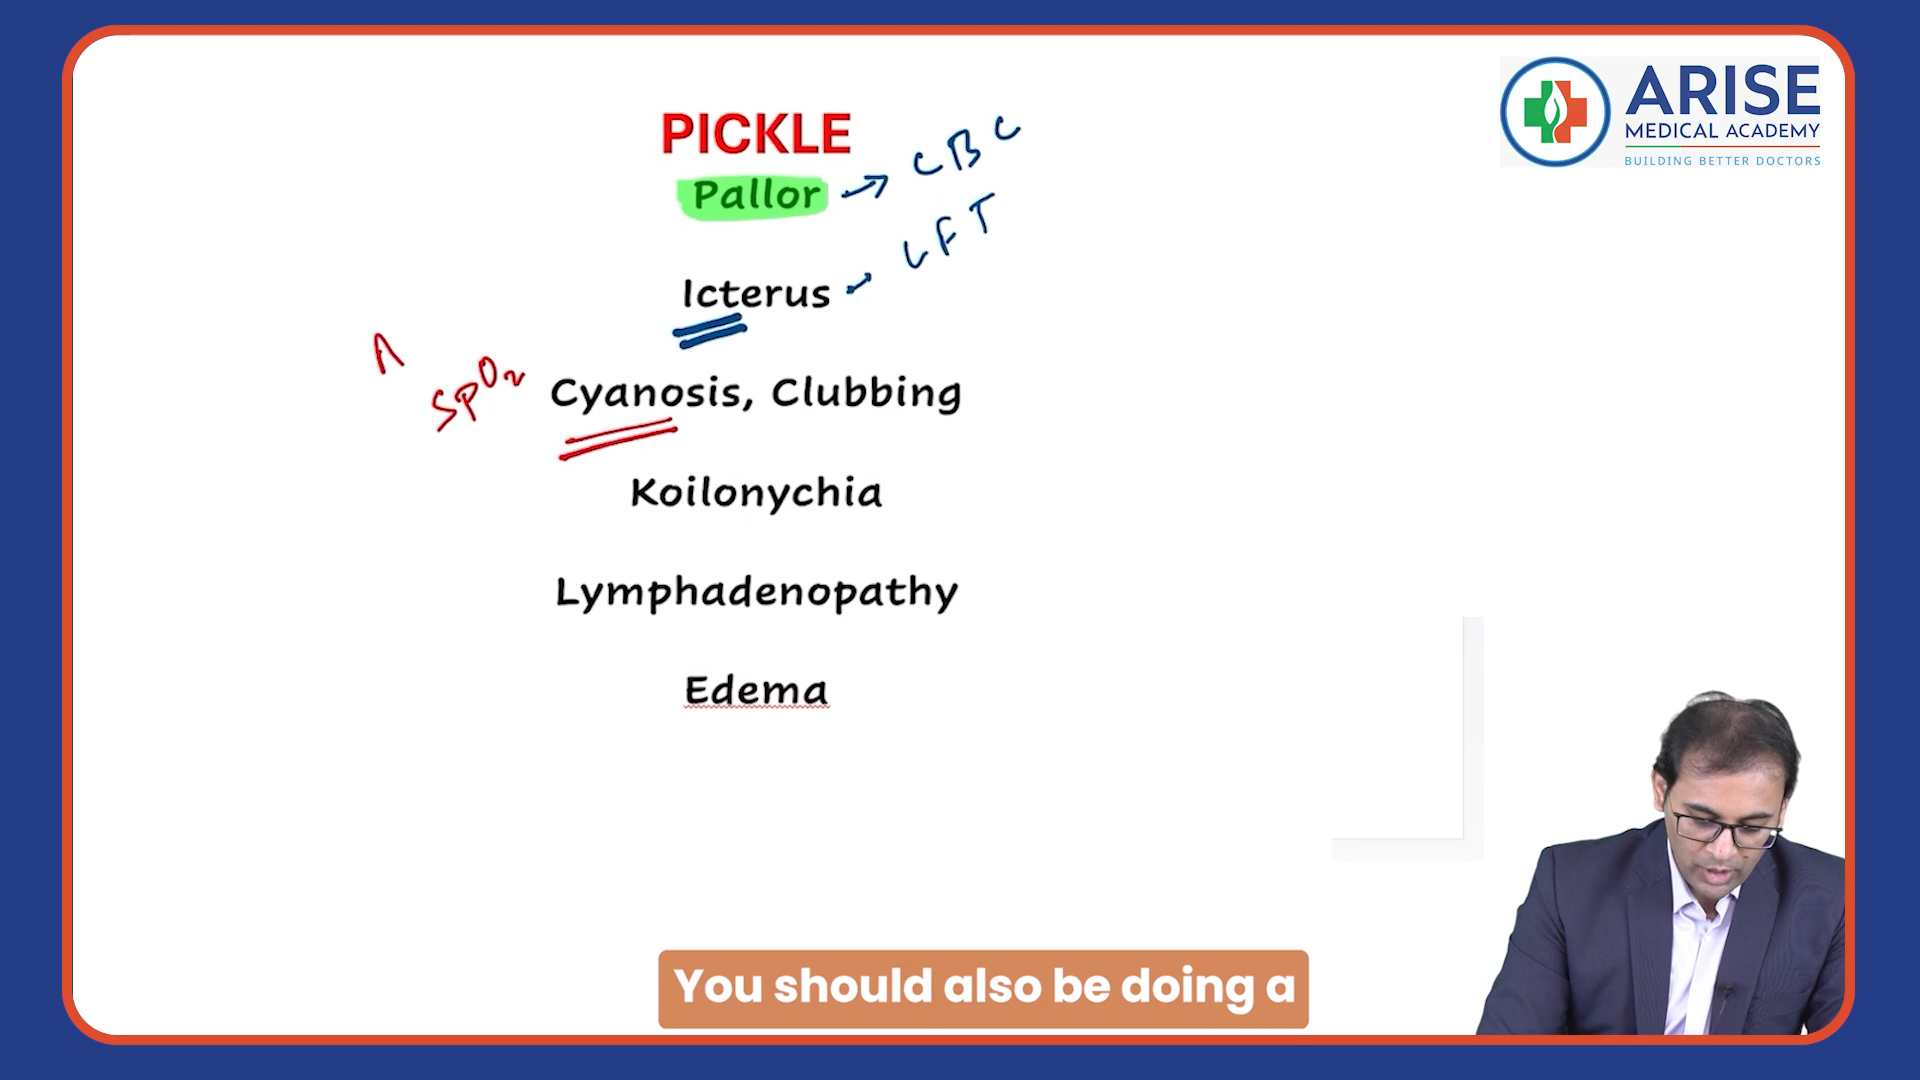 ARISE
MEDICAL ACADEMY
BUILDING BETTER DOCTORS
PICKLE
Pallor → CBC
Icterus LFT
SPO2 Cyanosis, Clubbing
Koilonychia
Lymphadenopathy
Edema
You should also be doing a